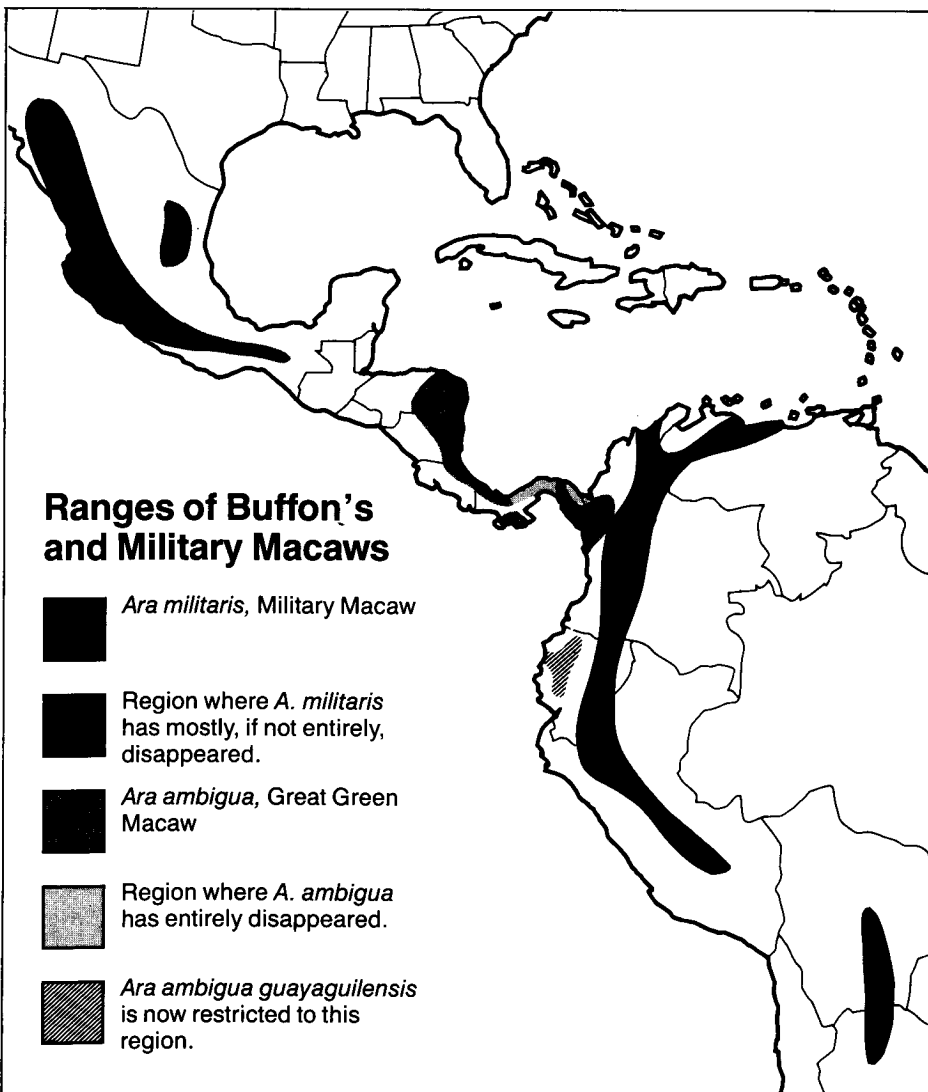 Ranges of Buffon's
and Military Macaws
Ara militaris, Military Macaw
Region where A. militaris
has mostly, if not entirely,
disappeared.
Ara ambigua, Great Green
Macaw
Region where A. ambigua
has entirely disappeared.
Ara ambigua guayaguilensis
is now restricted to this
region.